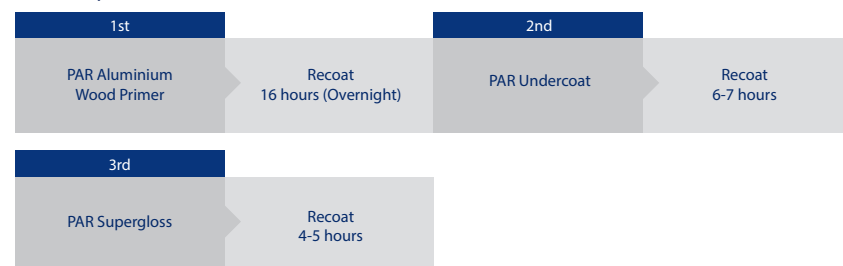 1st
PAR Aluminium
Wood Primer
Recoat
16 hours (Overnight)
2nd
PAR Undercoat
Recoat
6-7 hours
3rd
PAR Supergloss
Recoat
4-5 hours